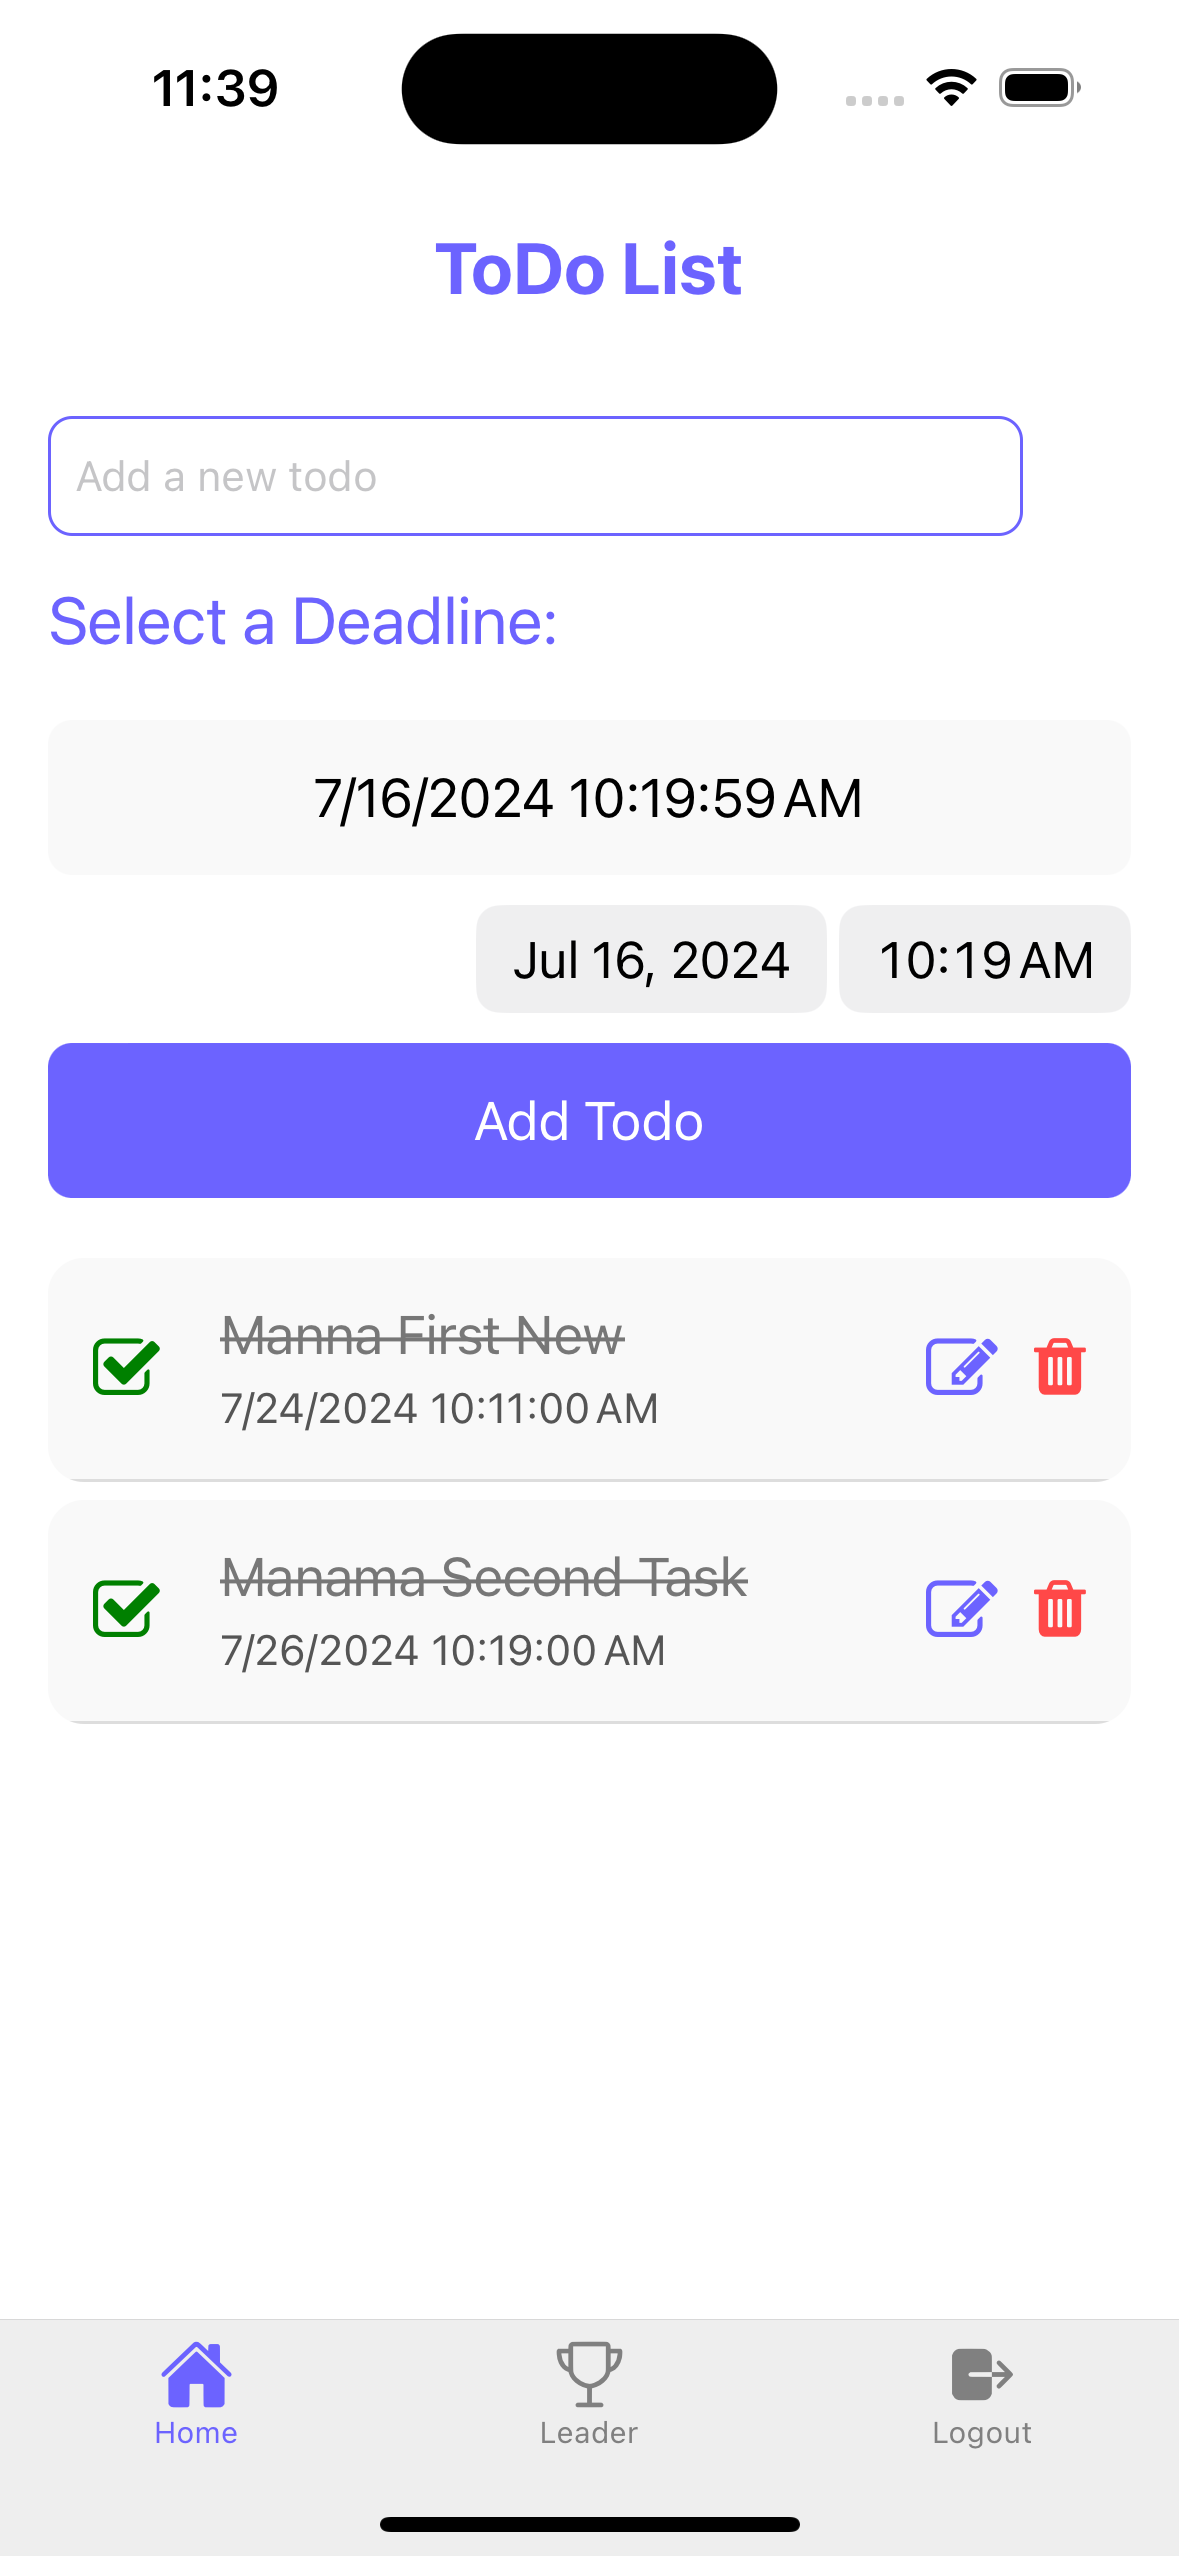 11:39
ToDo List
Add a new todo
Select a Deadline:
7/16/2024 10:19:59 AM
Jul 16, 2024 10:19 AM
Add Todo
Manna First New
7/24/2024 10:11:00 AM
Manama Second Task
7/26/2024 10:19:00 AM
Home Leader Logout